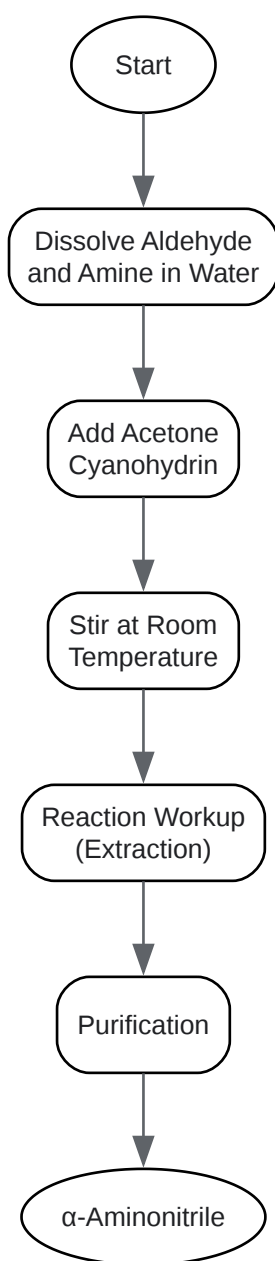 Start
Dissolve Aldehyde
and Amine in Water
Add Acetone
Cyanohydrin
Stir at Room
Temperature
Reaction Workup
(Extraction)
Purification
α-Aminonitrile